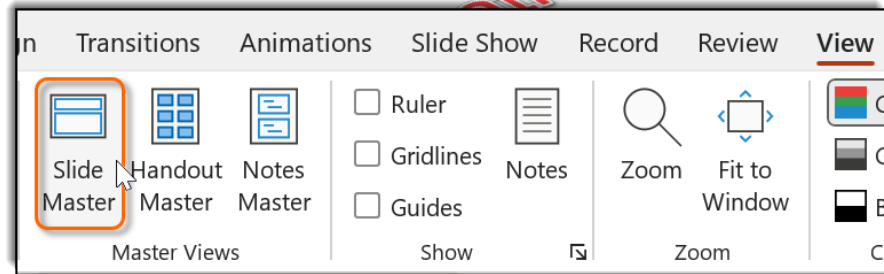 Transitions Animations Slide Show Record Review View
Slide Master
Handout Master
Notes Master
Master Views
Ruler
Gridlines
Guides
Notes
Show
Zoom
Fit to Window
Zoom